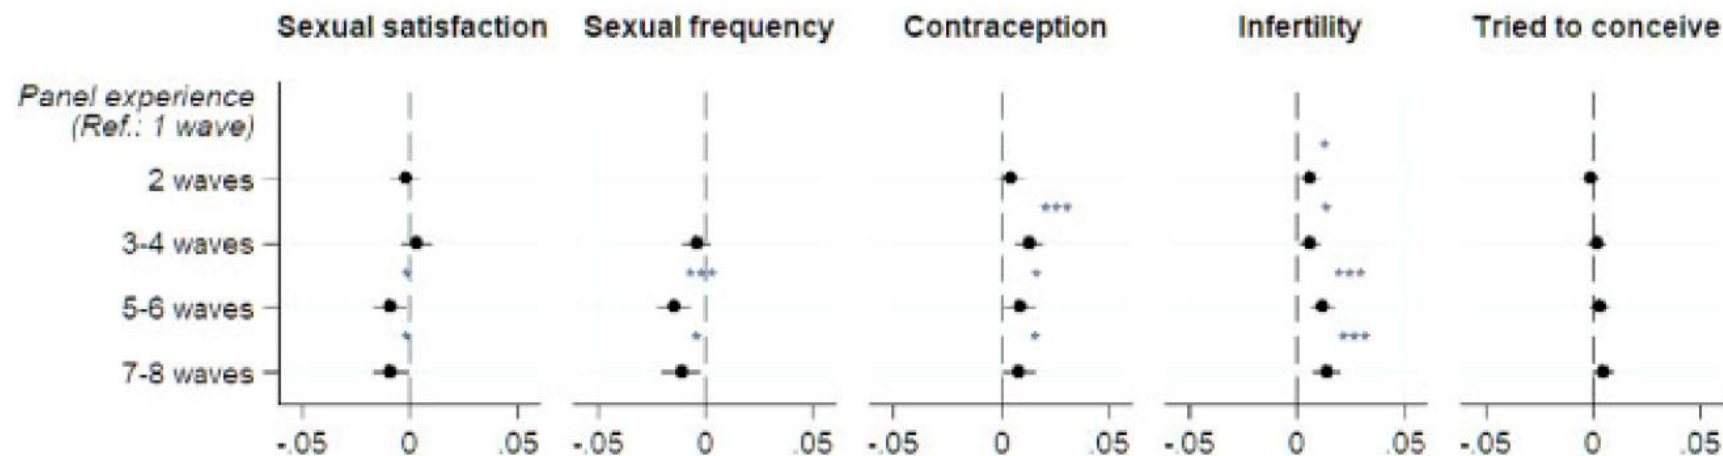 Sexual satisfaction Sexual frequency Contraception Infertility Tried to conceive
Panel experience
(Ref.: 1 wave)
*
2 waves
*** *
3-4 waves
* *** * ***
5-6 waves
* * * ***
7-8 waves
-.05 0 .05 -.05 0 .05 -.05 0 .05 -.05 0 .05 -.05 0 .05